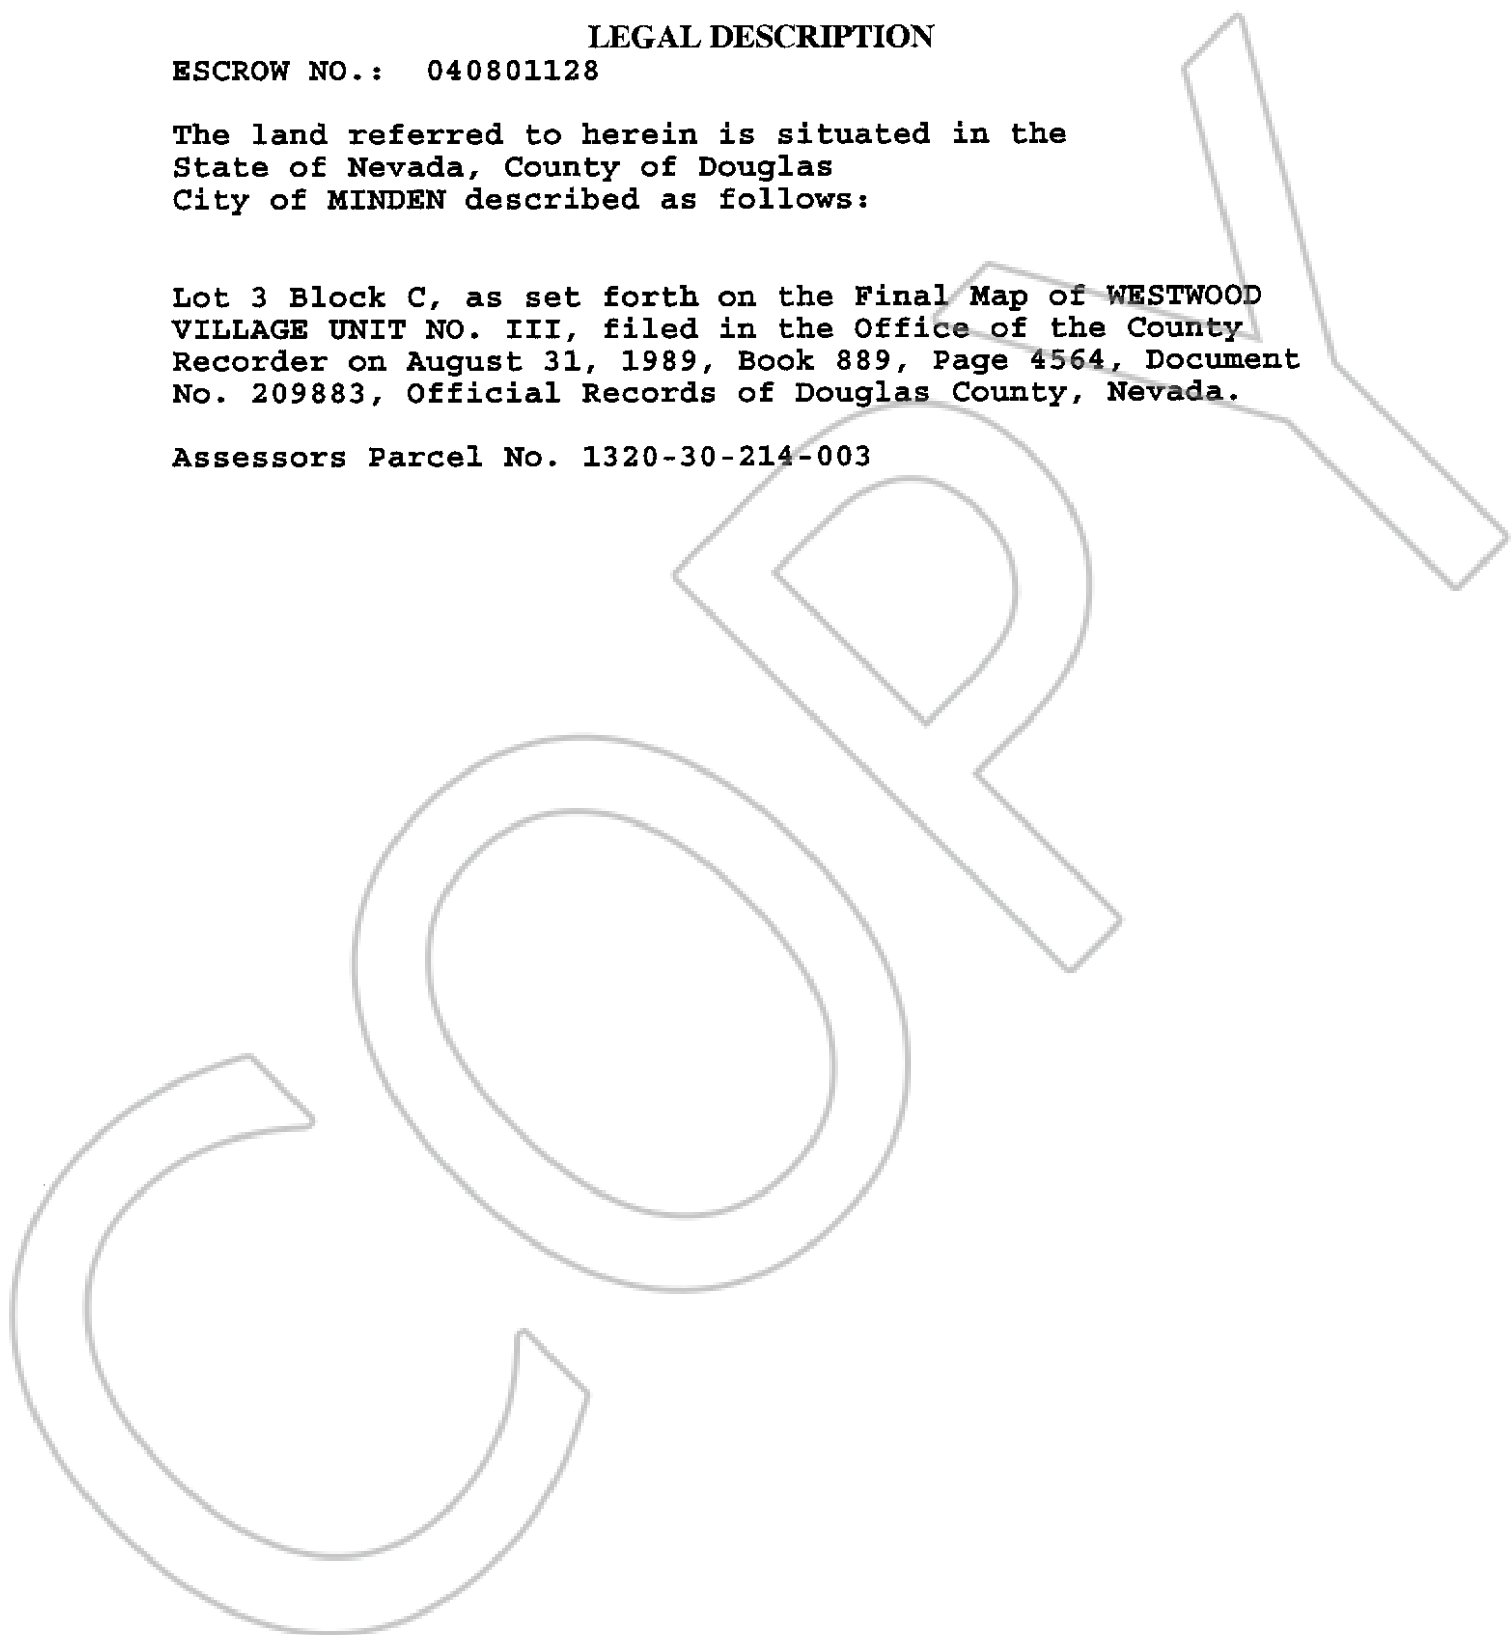 LEGAL DESCRIPTION
ESCROW NO.: 040801128
The land referred to herein is situated in the
State of Nevada, County of Douglas
City of MINDEN described as follows:
Lot 3 Block C, as set forth on the Final Map of WESTWOOD
VILLAGE UNIT NO. III, filed in the Office of the County
Recorder on August 31, 1989, Book 889, Page 4564, Document
No. 209883, Official Records of Douglas County, Nevada.
Assessors Parcel No. 1320-30-214-003
COPY